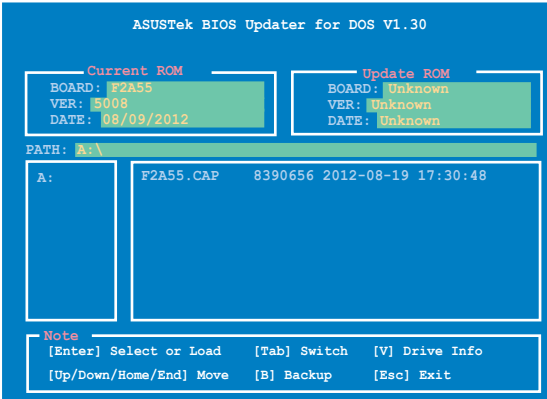 ASUSTek BIOS Updater for DOS V1.30
Current ROM
BOARD: F2A55
VER: 5008
DATE: 08/09/2012
Update ROM
BOARD: Unknown
VER: Unknown
DATE: Unknown
PATH: A:\
A:
F2A55.CAP 8390656 2012-08-19 17:30:48
Note
[Enter] Select or Load [Tab] Switch [V] Drive Info
[Up/Down/Home/End] Move [B] Backup [Esc] Exit